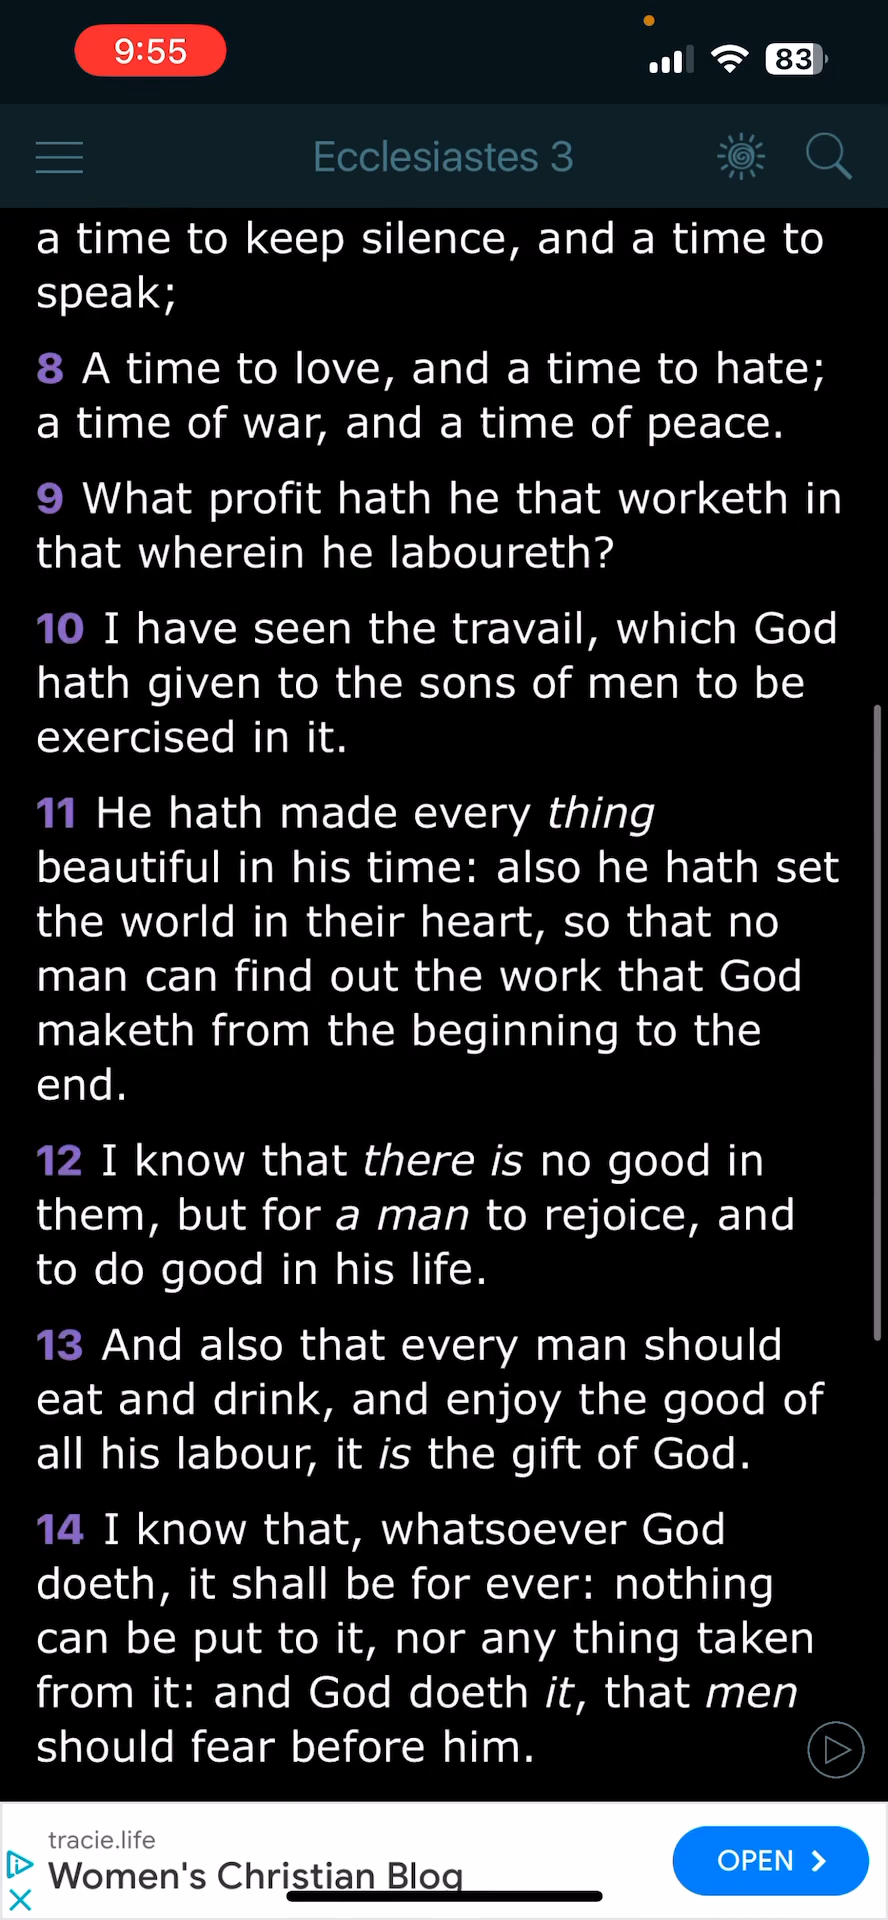 9:55
83
Ecclesiastes 3
a time to keep silence, and a time to
speak;
8 A time to love, and a time to hate;
a time of war, and a time of peace.
9 What profit hath he that worketh in
that wherein he laboureth?
10 I have seen the travail, which God
hath given to the sons of men to be
exercised in it.
11 He hath made every thing
beautiful in his time: also he hath set
the world in their heart, so that no
man can find out the work that God
maketh from the beginning to the
end.
12 I know that there is no good in
them, but for a man to rejoice, and
to do good in his life.
13 And also that every man should
eat and drink, and enjoy the good of
all his labour, it is the gift of God.
14 I know that, whatsoever God
doeth, it shall be for ever: nothing
can be put to it, nor any thing taken
from it: and God doeth it, that men
should fear before him.
tracie.life
Women's Christian Blog
OPEN